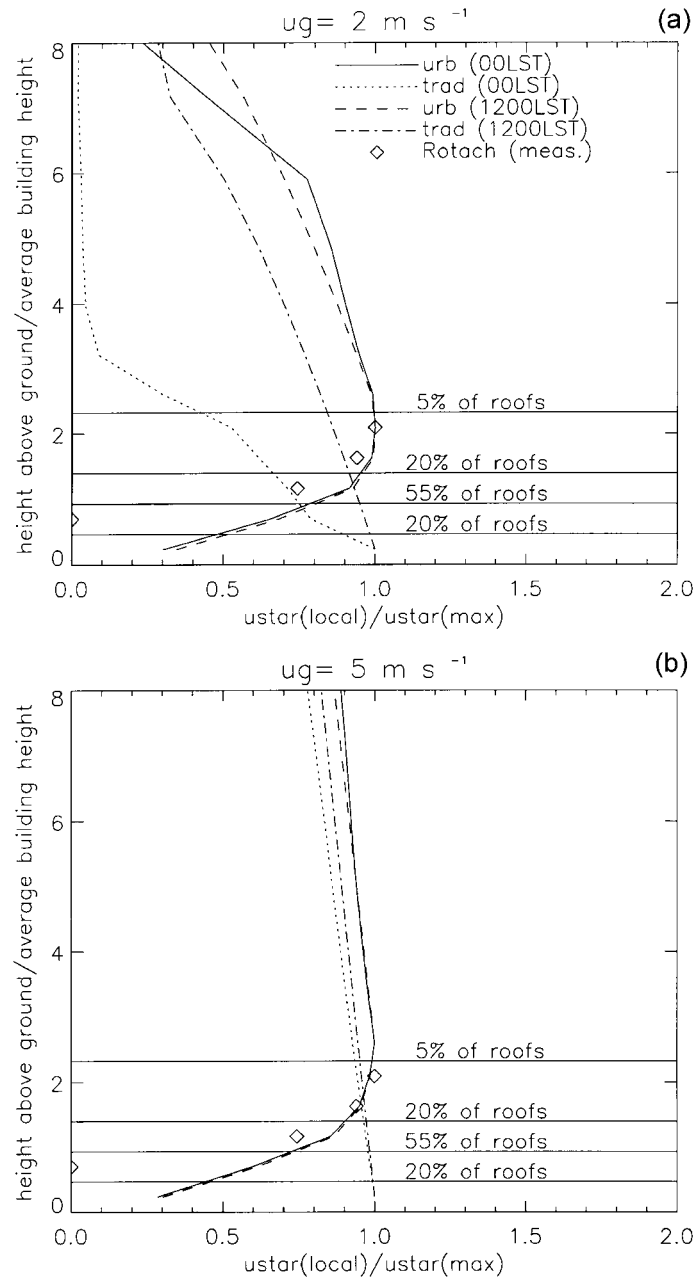 ug= 2 m s ⁻¹
(a)
urb (00LST)
trad (00LST)
urb (1200LST)
trad (1200LST)
Rotach (meas.)
8
6
4
2
0
height above ground/average building height
5% of roofs
20% of roofs
55% of roofs
20% of roofs
0.0 0.5 1.0 1.5 2.0
ustar(local)/ustar(max)
ug= 5 m s ⁻¹
(b)
8
6
4
2
0
height above ground/average building height
5% of roofs
20% of roofs
55% of roofs
20% of roofs
0.0 0.5 1.0 1.5 2.0
ustar(local)/ustar(max)